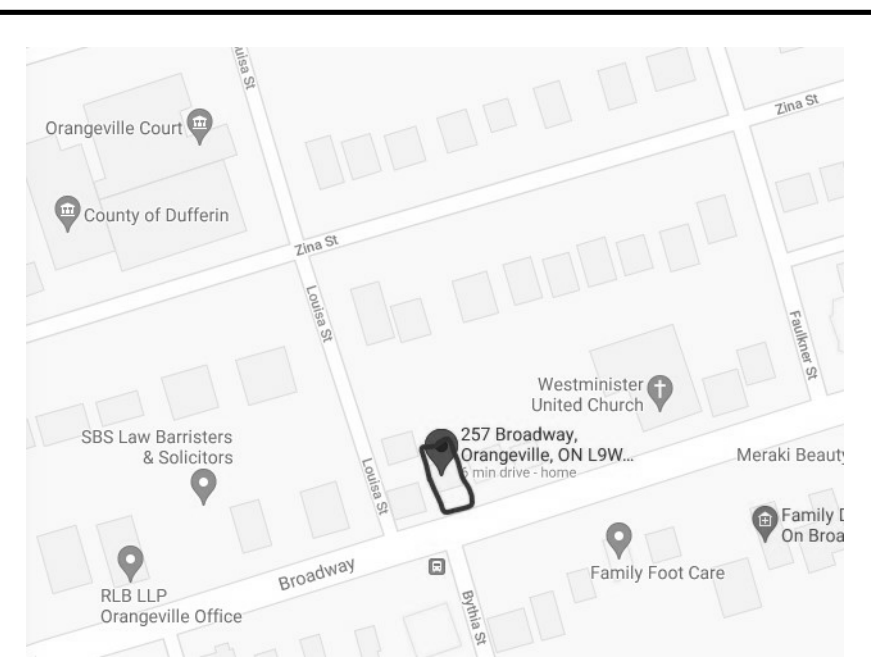 uisa St
Zina St
Orangeville Court
County of Dufferin
Zina St
Louisa St
Faulkner St
Westminister
United Church
257 Broadway,
Orangeville, ON L9W...
6 min drive - home
SBS Law Barristers
& Solicitors
Meraki Beauty
Louisa St
Family D
On Broa
Broadway
Family Foot Care
RLB LLP
Orangeville Office
Bythia St